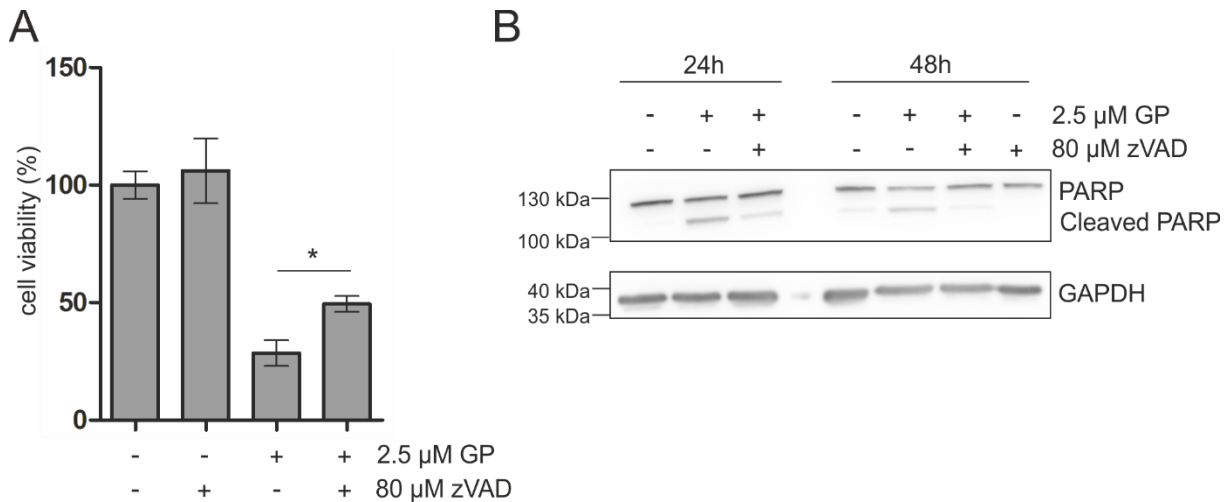 A
150
100
50
0
cell viability (%)
*
- - + + 2.5 µM GP
- + - + 80 µM zVAD
B
24h 48h
- + + - + + - 2.5 µM GP
- - + - - + + 80 µM zVAD
130 kDa PARP
Cleaved PARP
100 kDa
40 kDa GAPDH
35 kDa